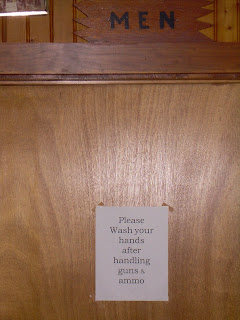 MEN
Please
Wash your
hands
after
handling
guns &
ammo